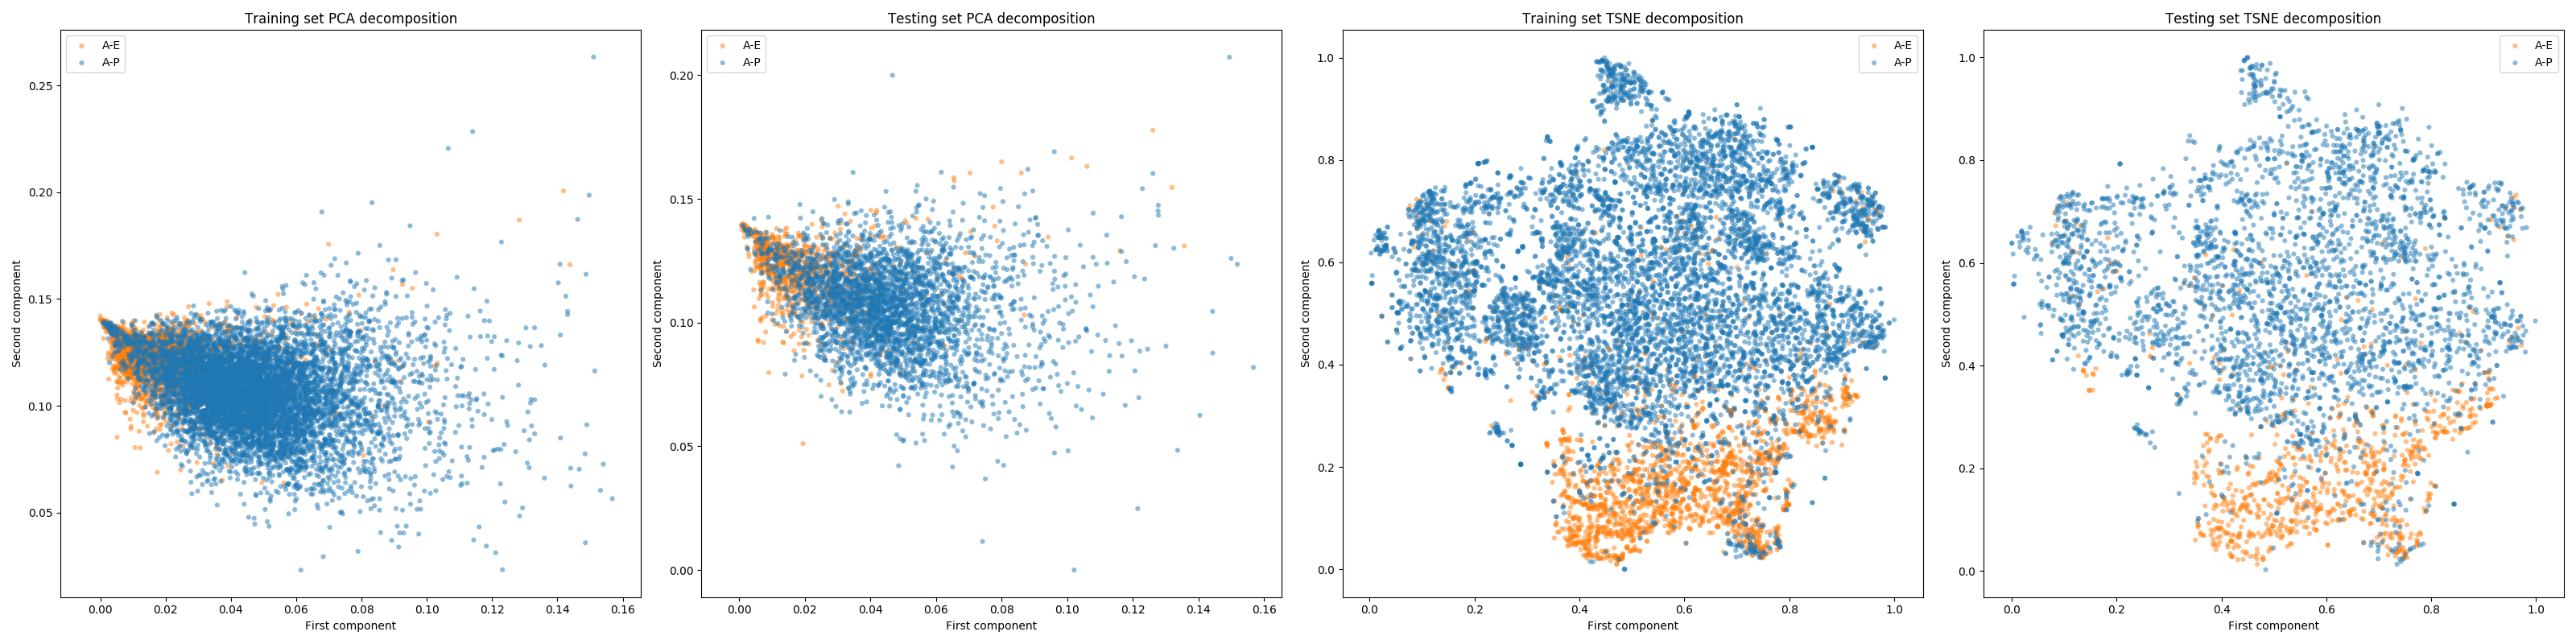 Training set PCA decomposition
A-E
A-P
0.25
0.20
0.15
0.10
0.05
Second component
0.00 0.02 0.04 0.06 0.08 0.10 0.12 0.14 0.16
First component
Testing set PCA decomposition
A-E
A-P
0.20
0.15
0.10
0.05
0.00
Second component
0.00 0.02 0.04 0.06 0.08 0.10 0.12 0.14 0.16
First component
Training set TSNE decomposition
A-E
A-P
1.0
0.8
0.6
0.4
0.2
0.0
Second component
0.0 0.2 0.4 0.6 0.8 1.0
First component
Testing set TSNE decomposition
A-E
A-P
1.0
0.8
0.6
0.4
0.2
0.0
Second component
0.0 0.2 0.4 0.6 0.8 1.0
First component